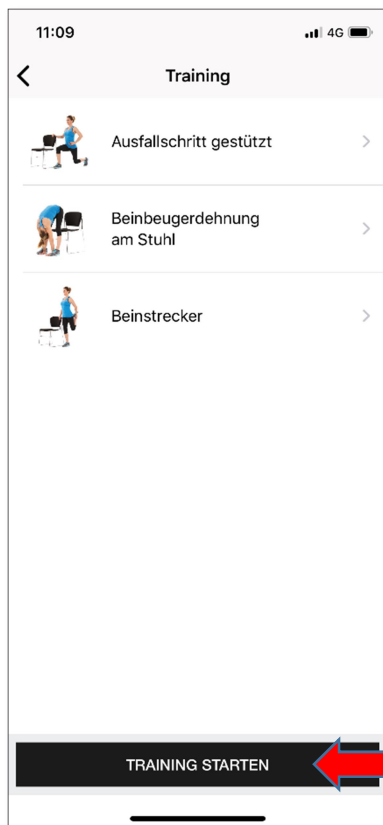 11:09
4G
Training
Ausfallschritt gestützt
Beinbeugerdehnung
am Stuhl
Beinstrecker
TRAINING STARTEN